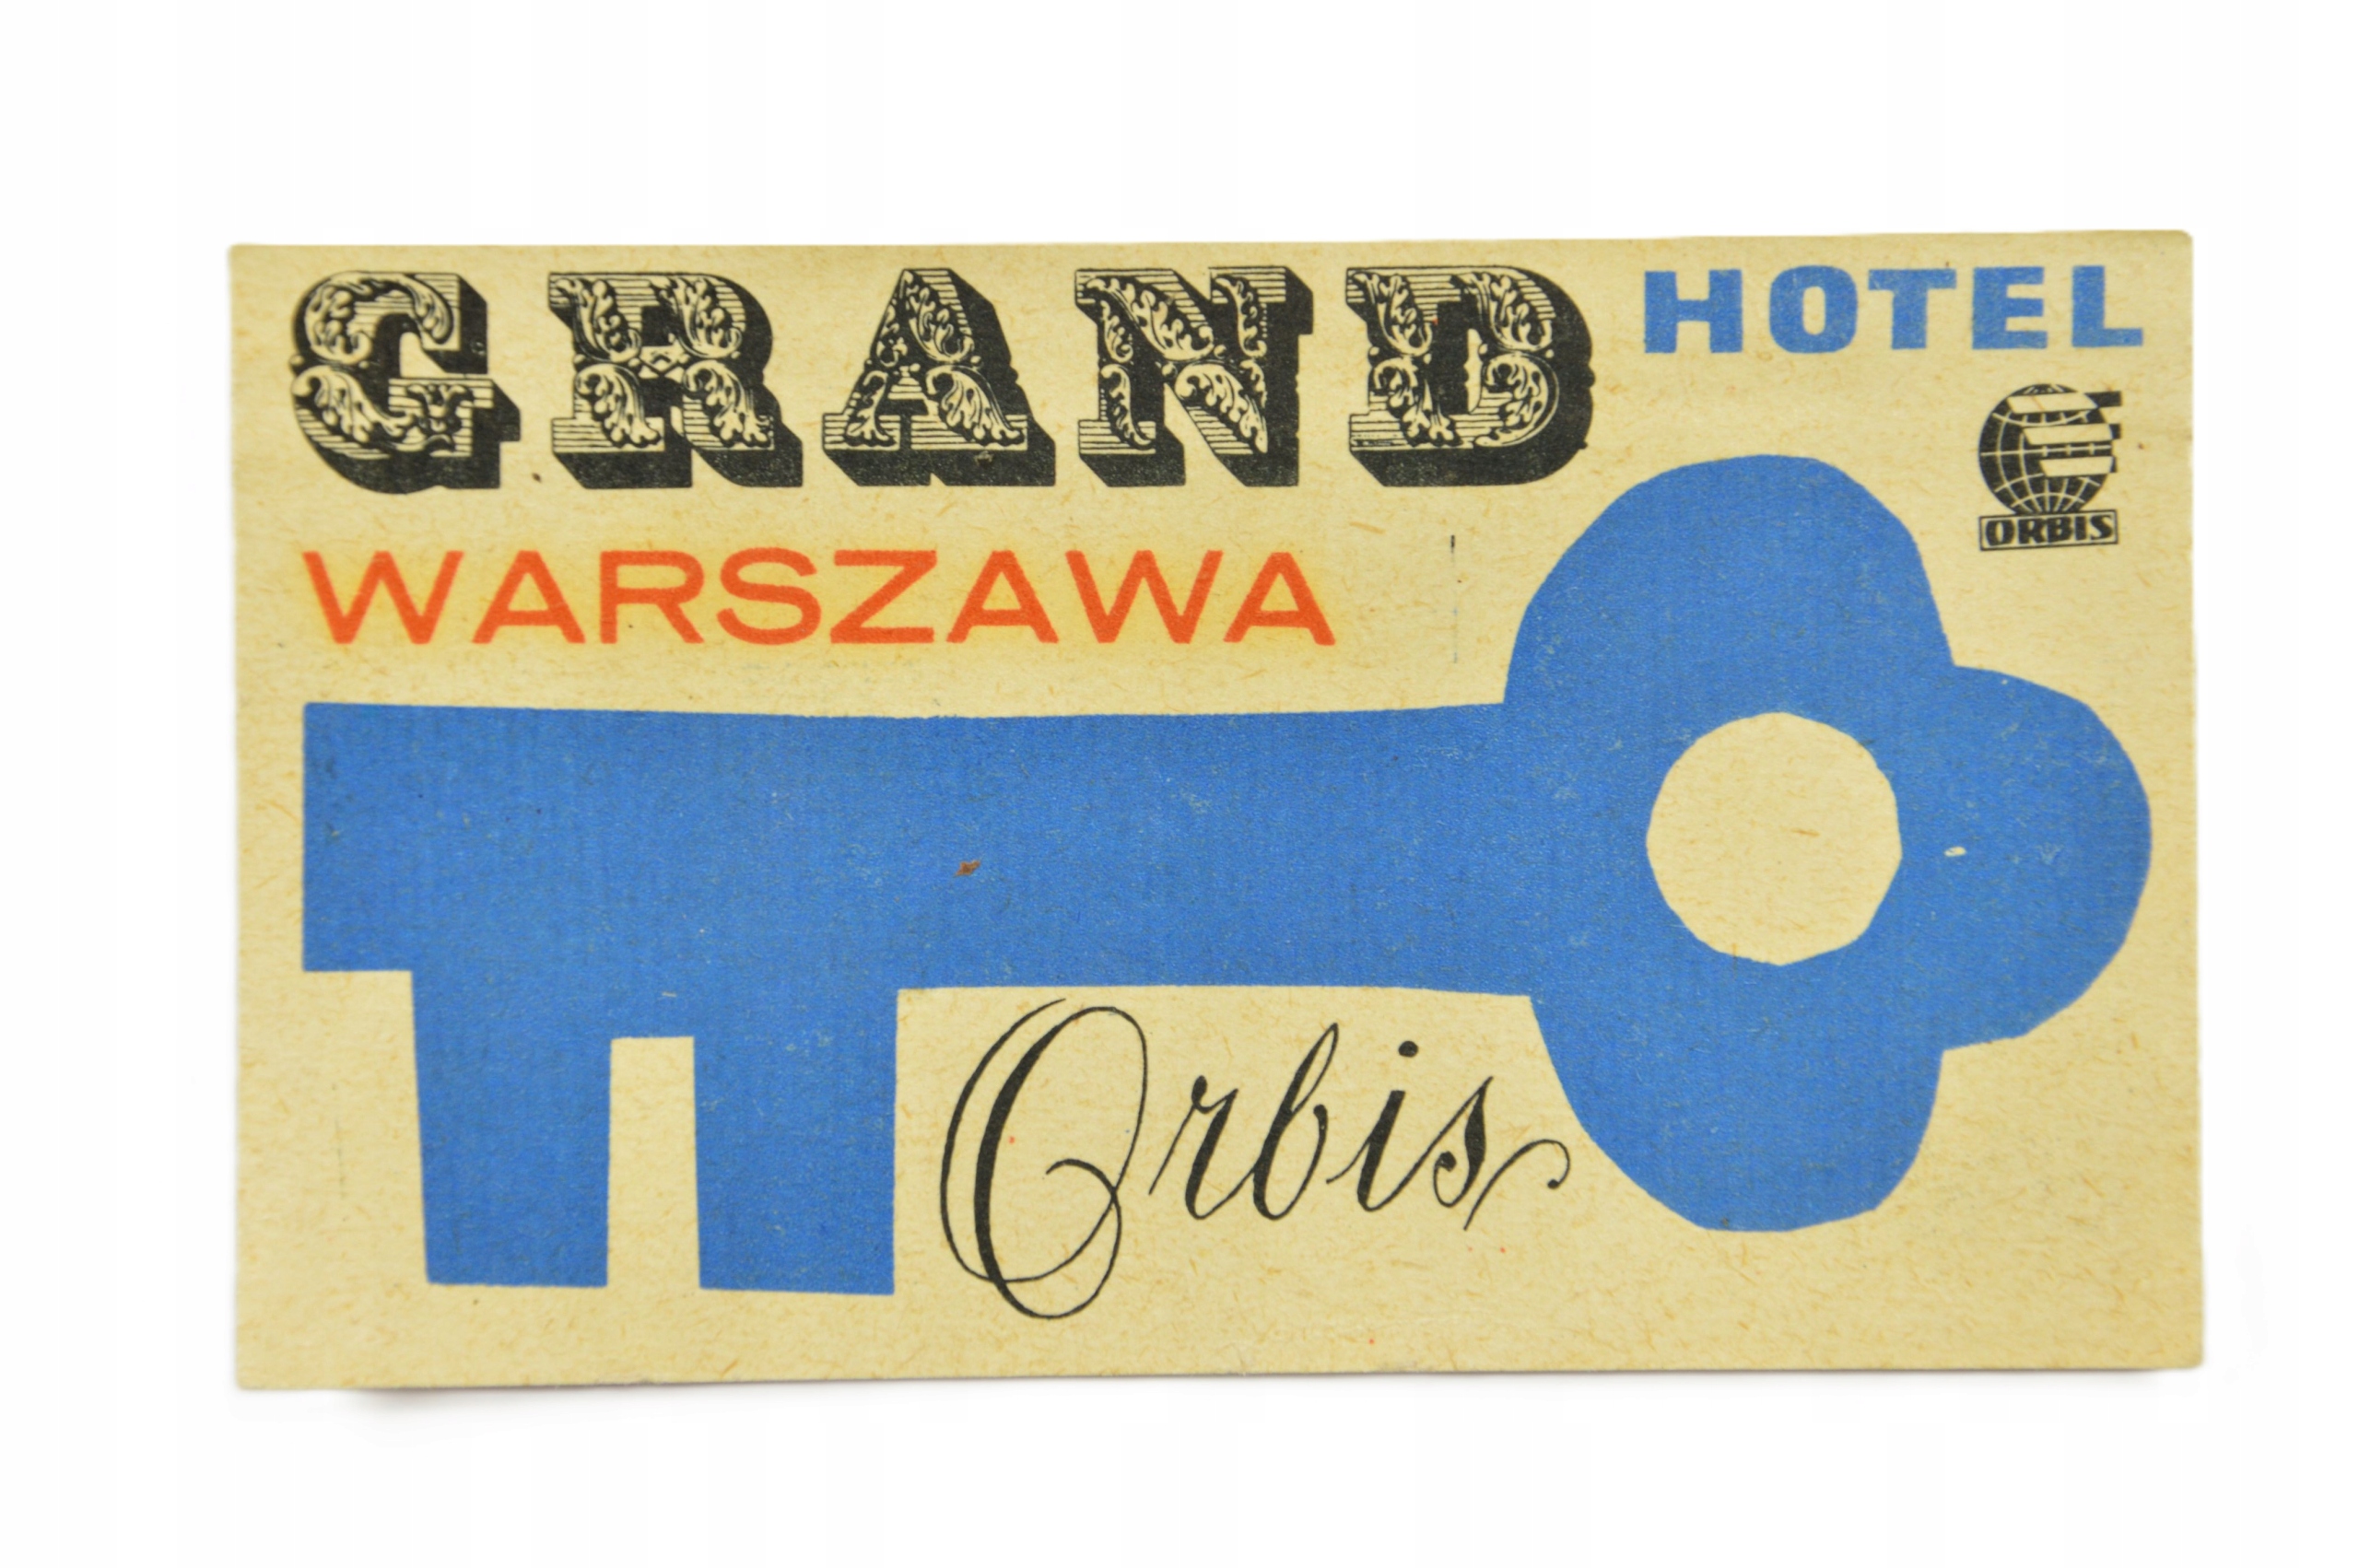 GRAND HOTEL
ORBIS
WARSZAWA
Orbis